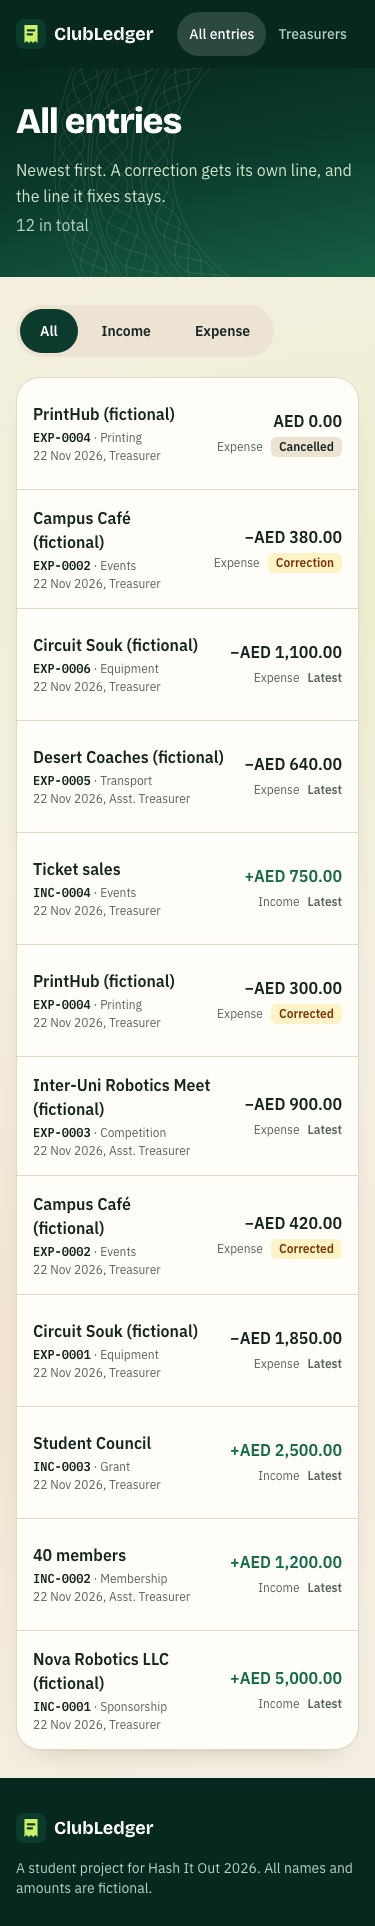 ClubLedger
All entries
Treasurers
All entries
Newest first. A correction gets its own line, and
the line it fixes stays.
12 in total
All
Income
Expense
PrintHub (fictional)
EXP-0004 · Printing
22 Nov 2026, Treasurer
AED 0.00
Expense Cancelled
Campus Café
(fictional)
EXP-0002 · Events
22 Nov 2026, Treasurer
−AED 380.00
Expense Correction
Circuit Souk (fictional)
EXP-0006 · Equipment
22 Nov 2026, Treasurer
−AED 1,100.00
Expense Latest
Desert Coaches (fictional)
EXP-0005 · Transport
22 Nov 2026, Asst. Treasurer
−AED 640.00
Expense Latest
Ticket sales
INC-0004 · Events
22 Nov 2026, Treasurer
+AED 750.00
Income Latest
PrintHub (fictional)
EXP-0004 · Printing
22 Nov 2026, Treasurer
−AED 300.00
Expense Corrected
Inter-Uni Robotics Meet
(fictional)
EXP-0003 · Competition
22 Nov 2026, Asst. Treasurer
−AED 900.00
Expense Latest
Campus Café
(fictional)
EXP-0002 · Events
22 Nov 2026, Treasurer
−AED 420.00
Expense Corrected
Circuit Souk (fictional)
EXP-0001 · Equipment
22 Nov 2026, Treasurer
−AED 1,850.00
Expense Latest
Student Council
INC-0003 · Grant
22 Nov 2026, Treasurer
+AED 2,500.00
Income Latest
40 members
INC-0002 · Membership
22 Nov 2026, Asst. Treasurer
+AED 1,200.00
Income Latest
Nova Robotics LLC
(fictional)
INC-0001 · Sponsorship
22 Nov 2026, Treasurer
+AED 5,000.00
Income Latest
ClubLedger
A student project for Hash It Out 2026. All names and
amounts are fictional.